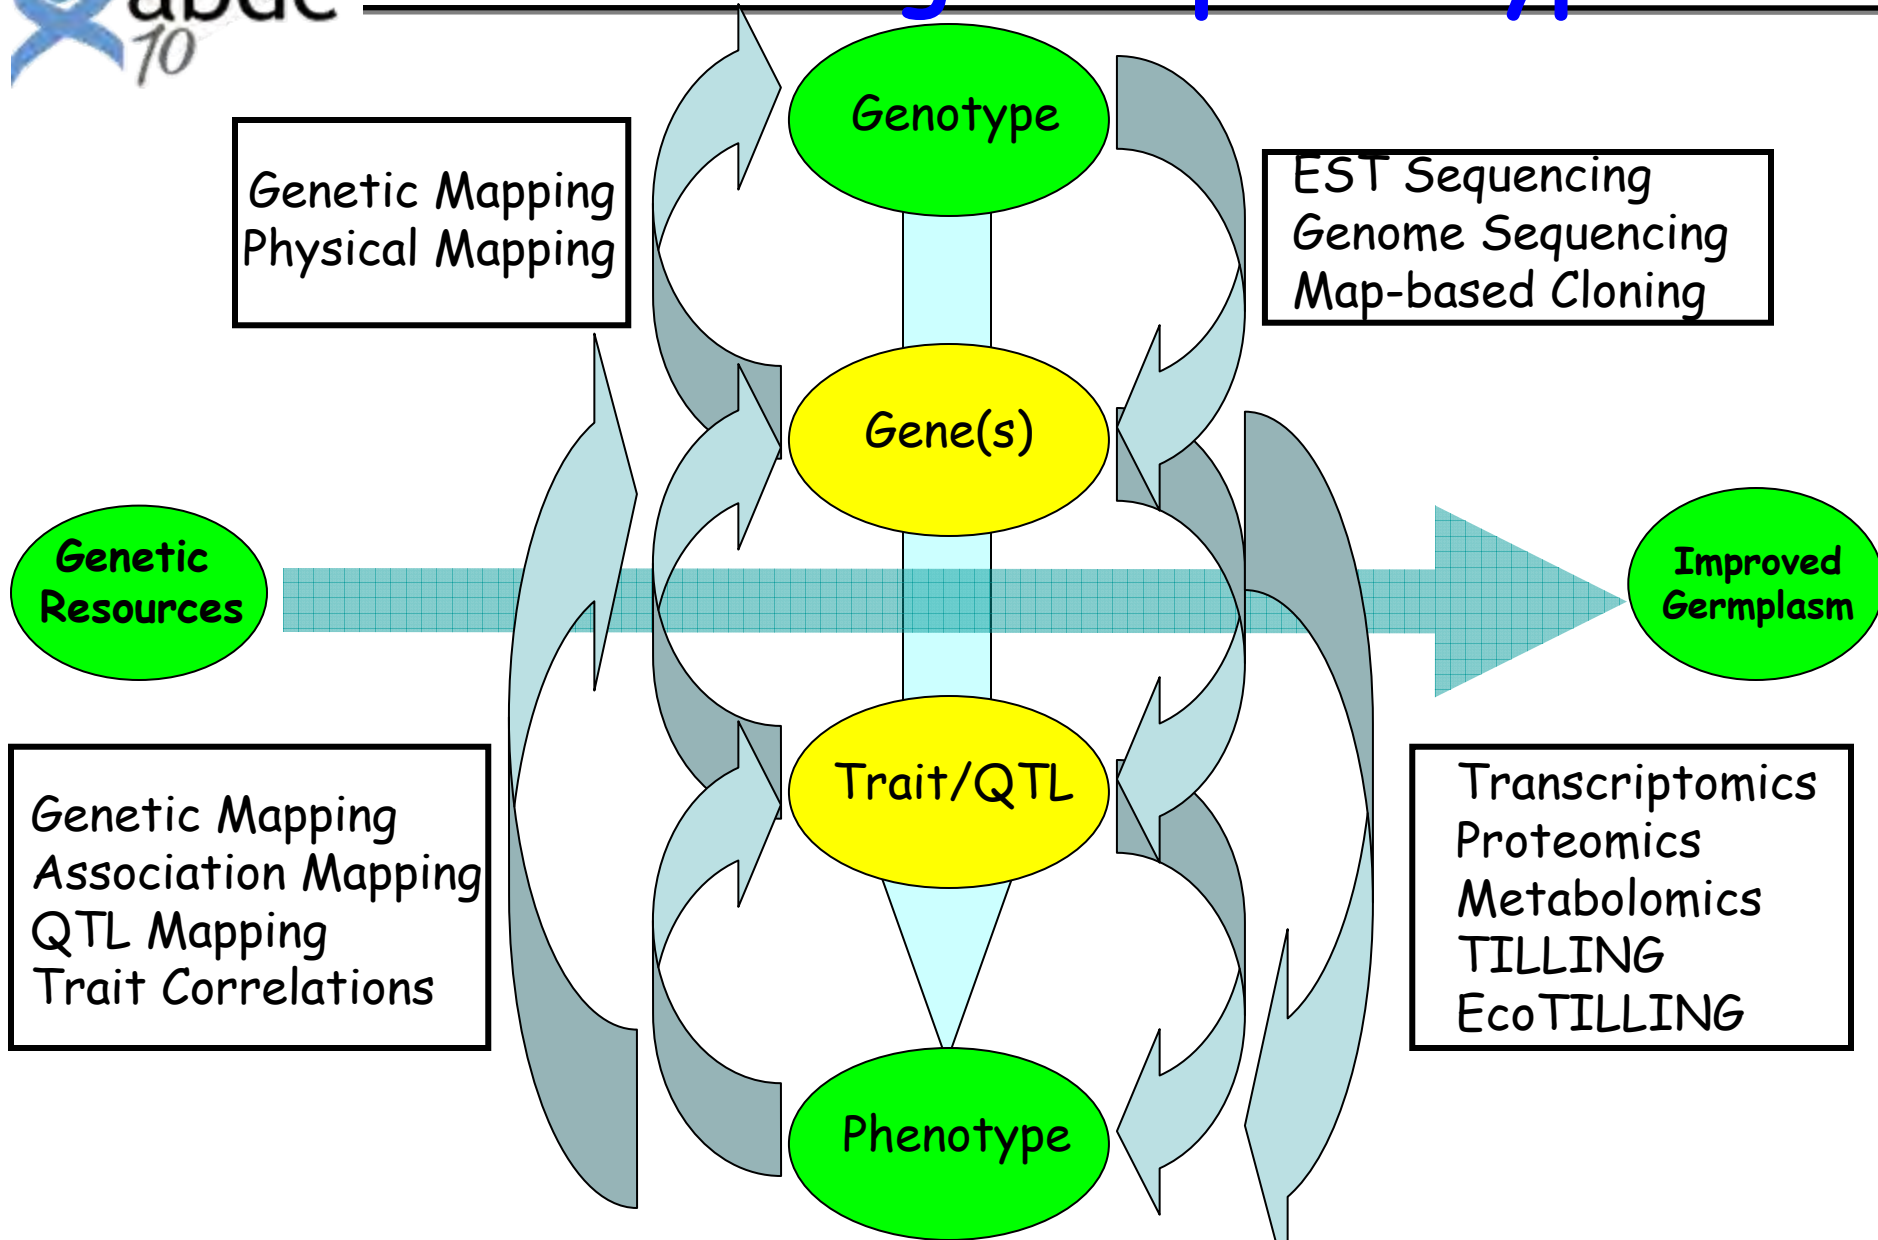 10
Genotype
Genetic Mapping
Physical Mapping
EST Sequencing
Genome Sequencing
Map-based Cloning
Gene(s)
Genetic
Resources
Improved
Germplasm
Trait/QTL
Genetic Mapping
Association Mapping
QTL Mapping
Trait Correlations
Transcriptomics
Proteomics
Metabolomics
TILLING
EcoTILLING
Phenotype